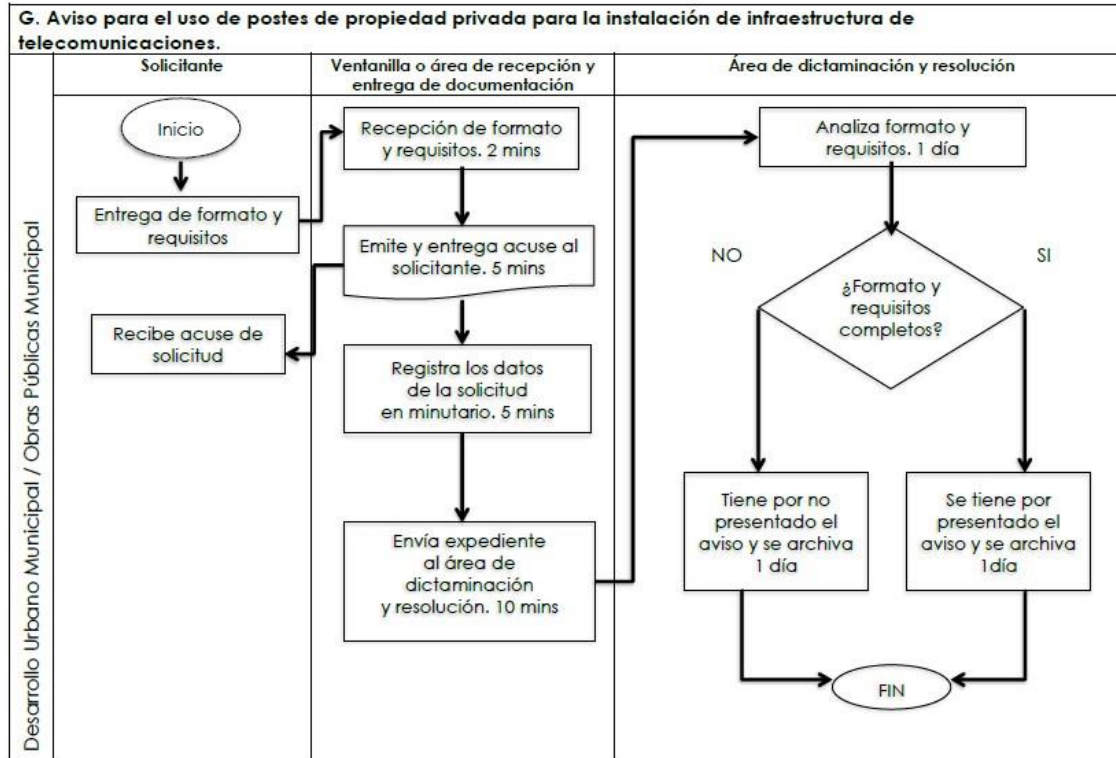 G. Aviso para el uso de postes de propiedad privada para la instalación de infraestructura de
telecomunicaciones.
Desarrollo Urbano Municipal / Obras Públicas Municipal
Solicitante
Inicio
Entrega de formato y
requisitos
Recibe acuse de
solicitud
Ventanilla o área de recepción y
entrega de documentación
Recepción de formato
y requisitos. 2 mins
Emite y entrega acuse al
solicitante. 5 mins
Registra los datos
de la solicitud
en minutario. 5 mins
Envía expediente
al área de
dictaminación
y resolución. 10 mins
Área de dictaminación y resolución
Analiza formato y
requisitos. 1 día
¿Formato y
requisitos
completos?
NO
SI
Tiene por no
presentado el
aviso y se archiva
1 día
Se tiene por
presentado el
aviso y se archiva
1día
FIN